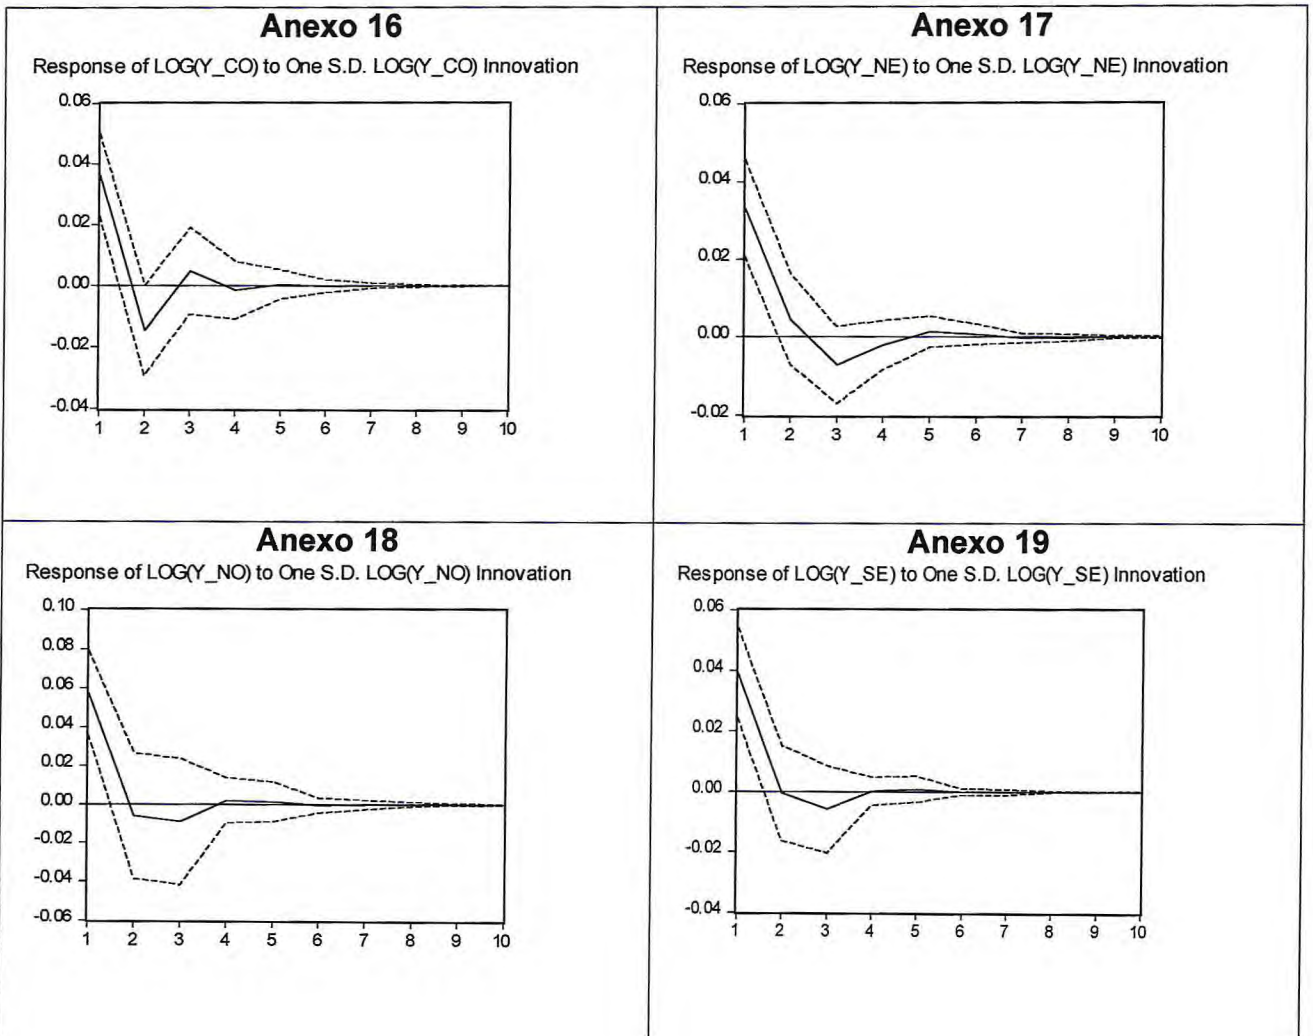 Anexo 16
Response of LOG(Y_CO) to One S.D. LOG(Y_CO) Innovation
0.06
0.04
0.02
0.00
-0.02
-0.04
1 2 3 4 5 6 7 8 9 10
Anexo 17
Response of LOG(Y_NE) to One S.D. LOG(Y_NE) Innovation
0.06
0.04
0.02
0.00
-0.02
1 2 3 4 5 6 7 8 9 10
Anexo 18
Response of LOG(Y_NO) to One S.D. LOG(Y_NO) Innovation
0.10
0.08
0.06
0.04
0.02
0.00
-0.02
-0.04
-0.06
1 2 3 4 5 6 7 8 9 10
Anexo 19
Response of LOG(Y_SE) to One S.D. LOG(Y_SE) Innovation
0.06
0.04
0.02
0.00
-0.02
-0.04
1 2 3 4 5 6 7 8 9 10